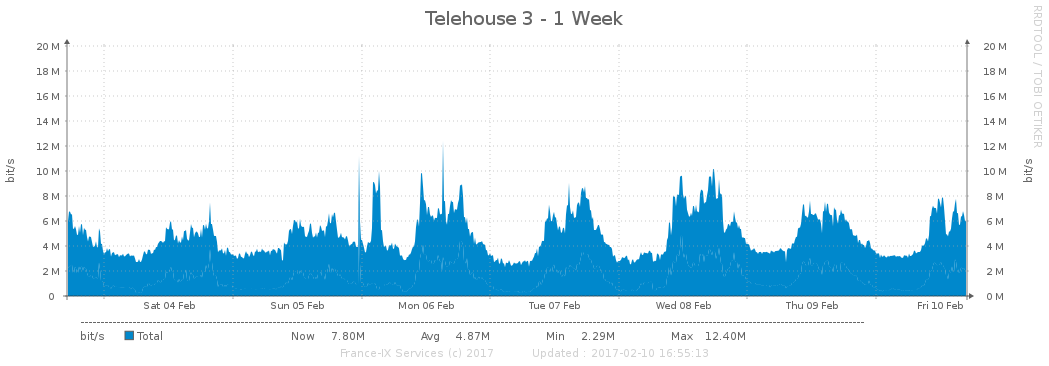 Telehouse 3 - 1 Week
RRDTOOL / TOBI OETIKER
bit/s
20 M
18 M
16 M
14 M
12 M
10 M
8 M
6 M
4 M
2 M
0
20 M
18 M
16 M
14 M
12 M
10 M
8 M
6 M
4 M
2 M
0 M
bit/s
Sat 04 Feb Sun 05 Feb Mon 06 Feb Tue 07 Feb Wed 08 Feb Thu 09 Feb Fri 10 Feb
bit/s Total Now 7.80M Avg 4.87M Min 2.29M Max 12.40M
France-IX Services (c) 2017 Updated : 2017-02-10 16:55:13